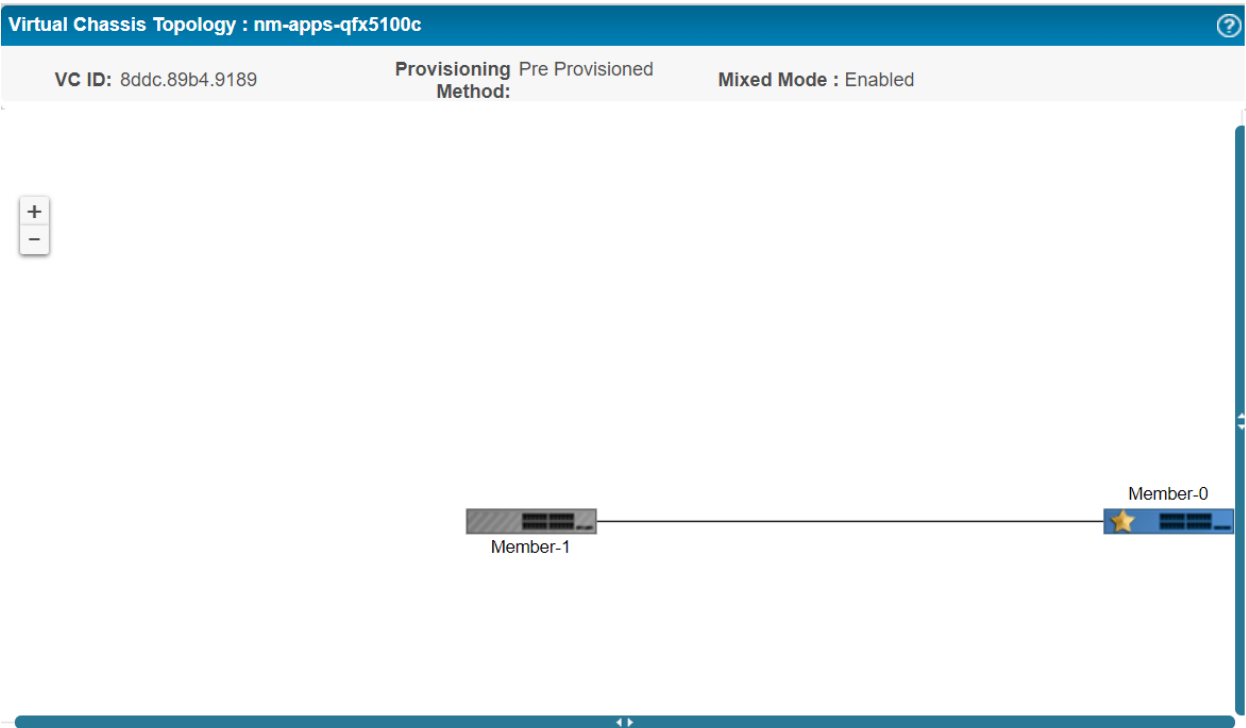 Virtual Chassis Topology : nm-apps-qfx5100c
VC ID: 8ddc.89b4.9189
Provisioning Method: Pre Provisioned
Mixed Mode : Enabled
+
−
Member-0
Member-1